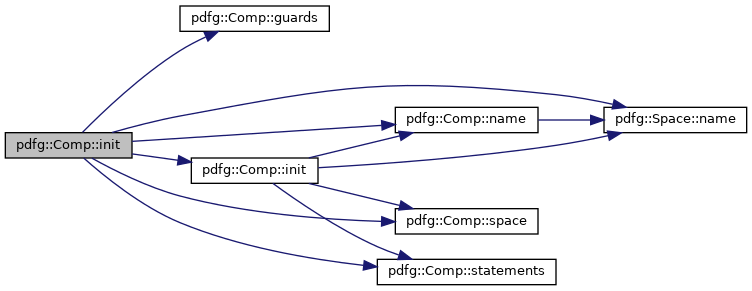 pdfg::Comp::guards
pdfg::Comp::name
pdfg::Space::name
pdfg::Comp::init
pdfg::Comp::init
pdfg::Comp::space
pdfg::Comp::statements